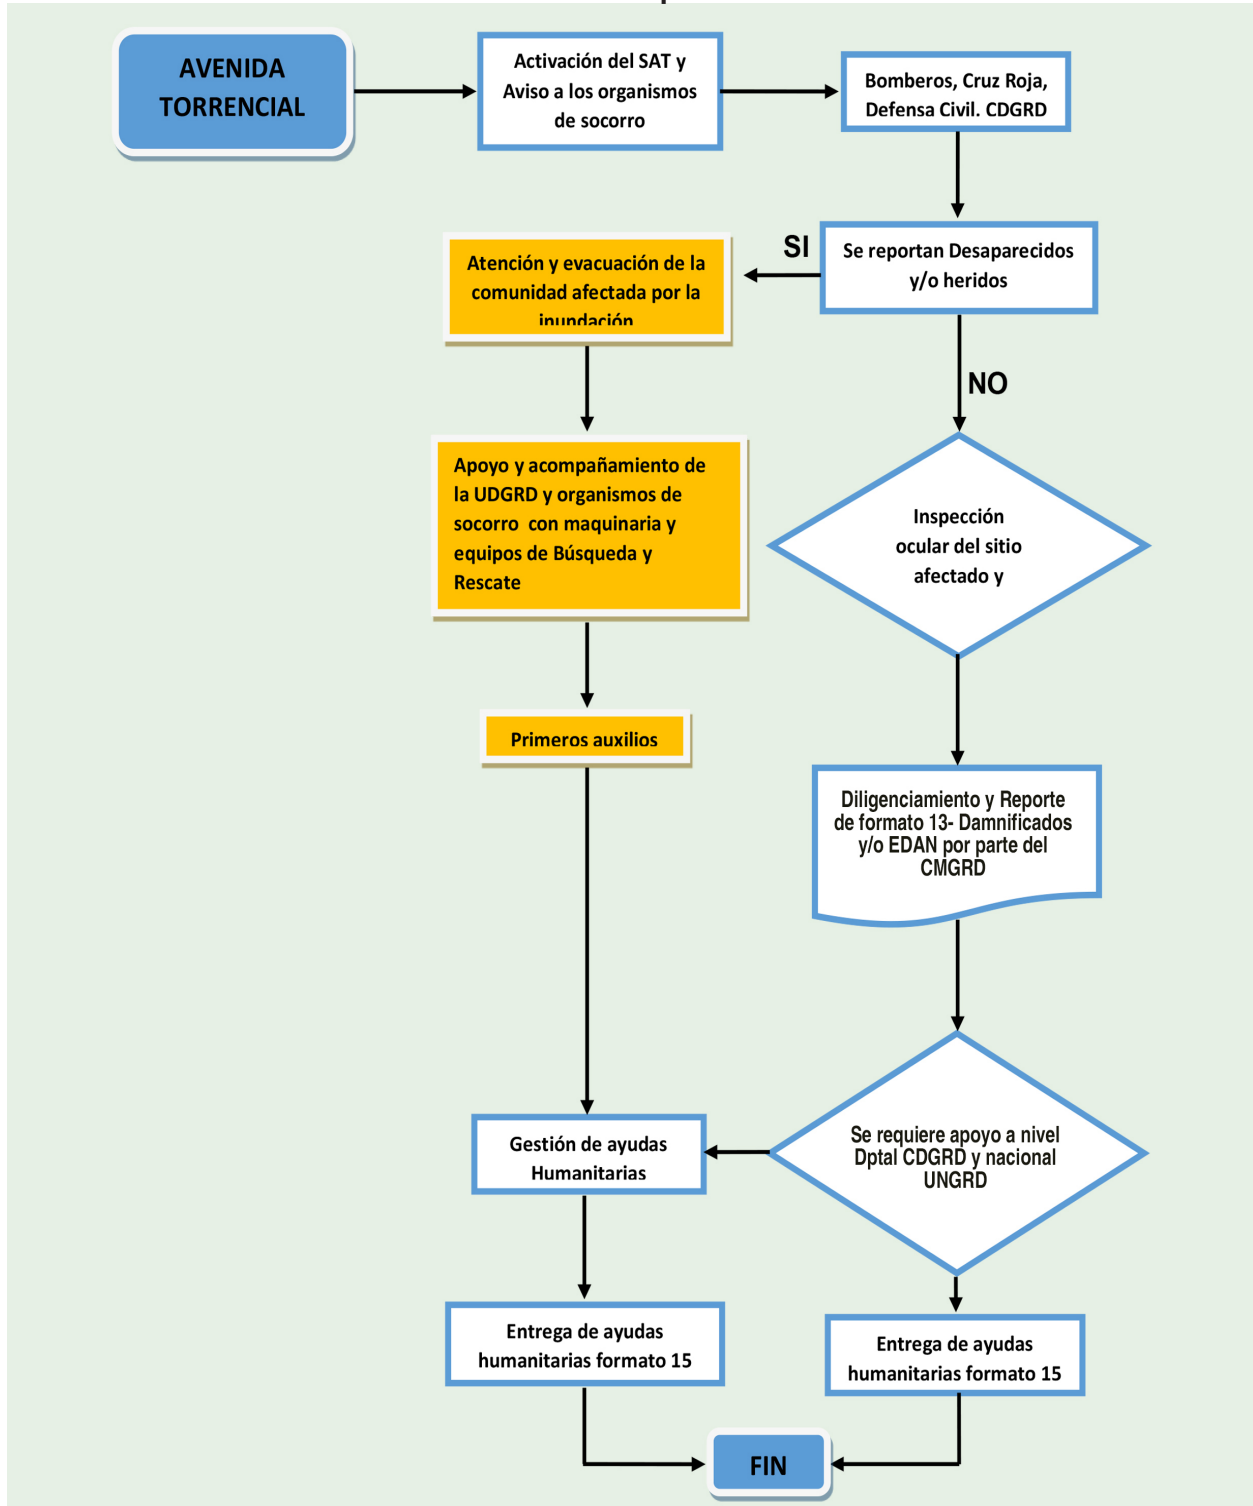 AVENIDA
TORRENCIAL
Activación del SAT y
Aviso a los organismos
de socorro
Bomberos, Cruz Roja,
Defensa Civil. CDGRD
Se reportan Desaparecidos
y/o heridos
SI
Atención y evacuación de la
comunidad afectada por la
inundación
NO
Apoyo y acompañamiento de
la UDGRD y organismos de
socorro con maquinaria y
equipos de Búsqueda y
Rescate
Inspección
ocular del sitio
afectado y
Primeros auxilios
Diligenciamiento y Reporte
de formato 13- Damnificados
y/o EDAN por parte del
CMGRD
Gestión de ayudas
Humanitarias
Se requiere apoyo a nivel
Dptal CDGRD y nacional
UNGRD
Entrega de ayudas
humanitarias formato 15
Entrega de ayudas
humanitarias formato 15
FIN